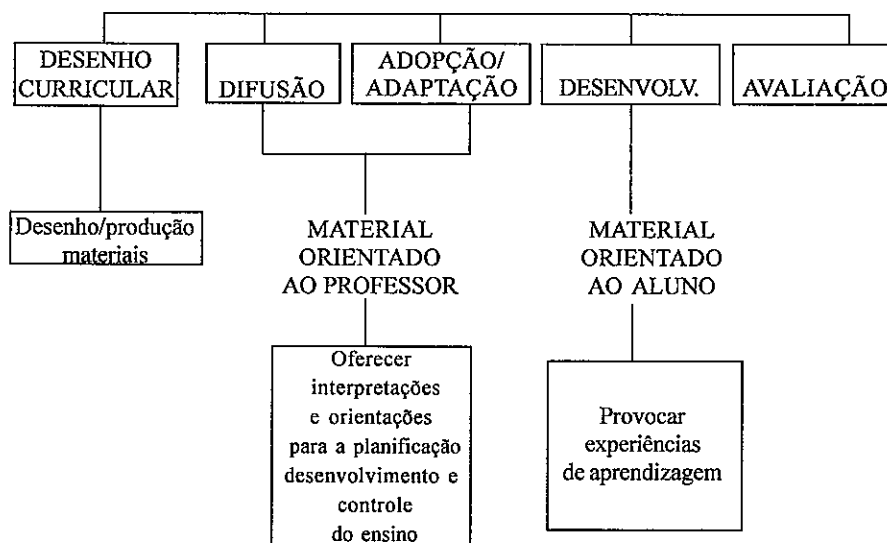 DESENHO
CURRICULAR
DIFUSÃO
ADOPÇÃO/
ADAPTAÇÃO
DESENVOLV.
AVALIAÇÃO
Desenho/produção
materiais
MATERIAL
ORIENTADO
AO PROFESSOR
MATERIAL
ORIENTADO
AO ALUNO
Oferecer
interpretações
e orientações
para a planificação
desenvolvimento e
controle
do ensino
Provocar
experiências
de aprendizagem